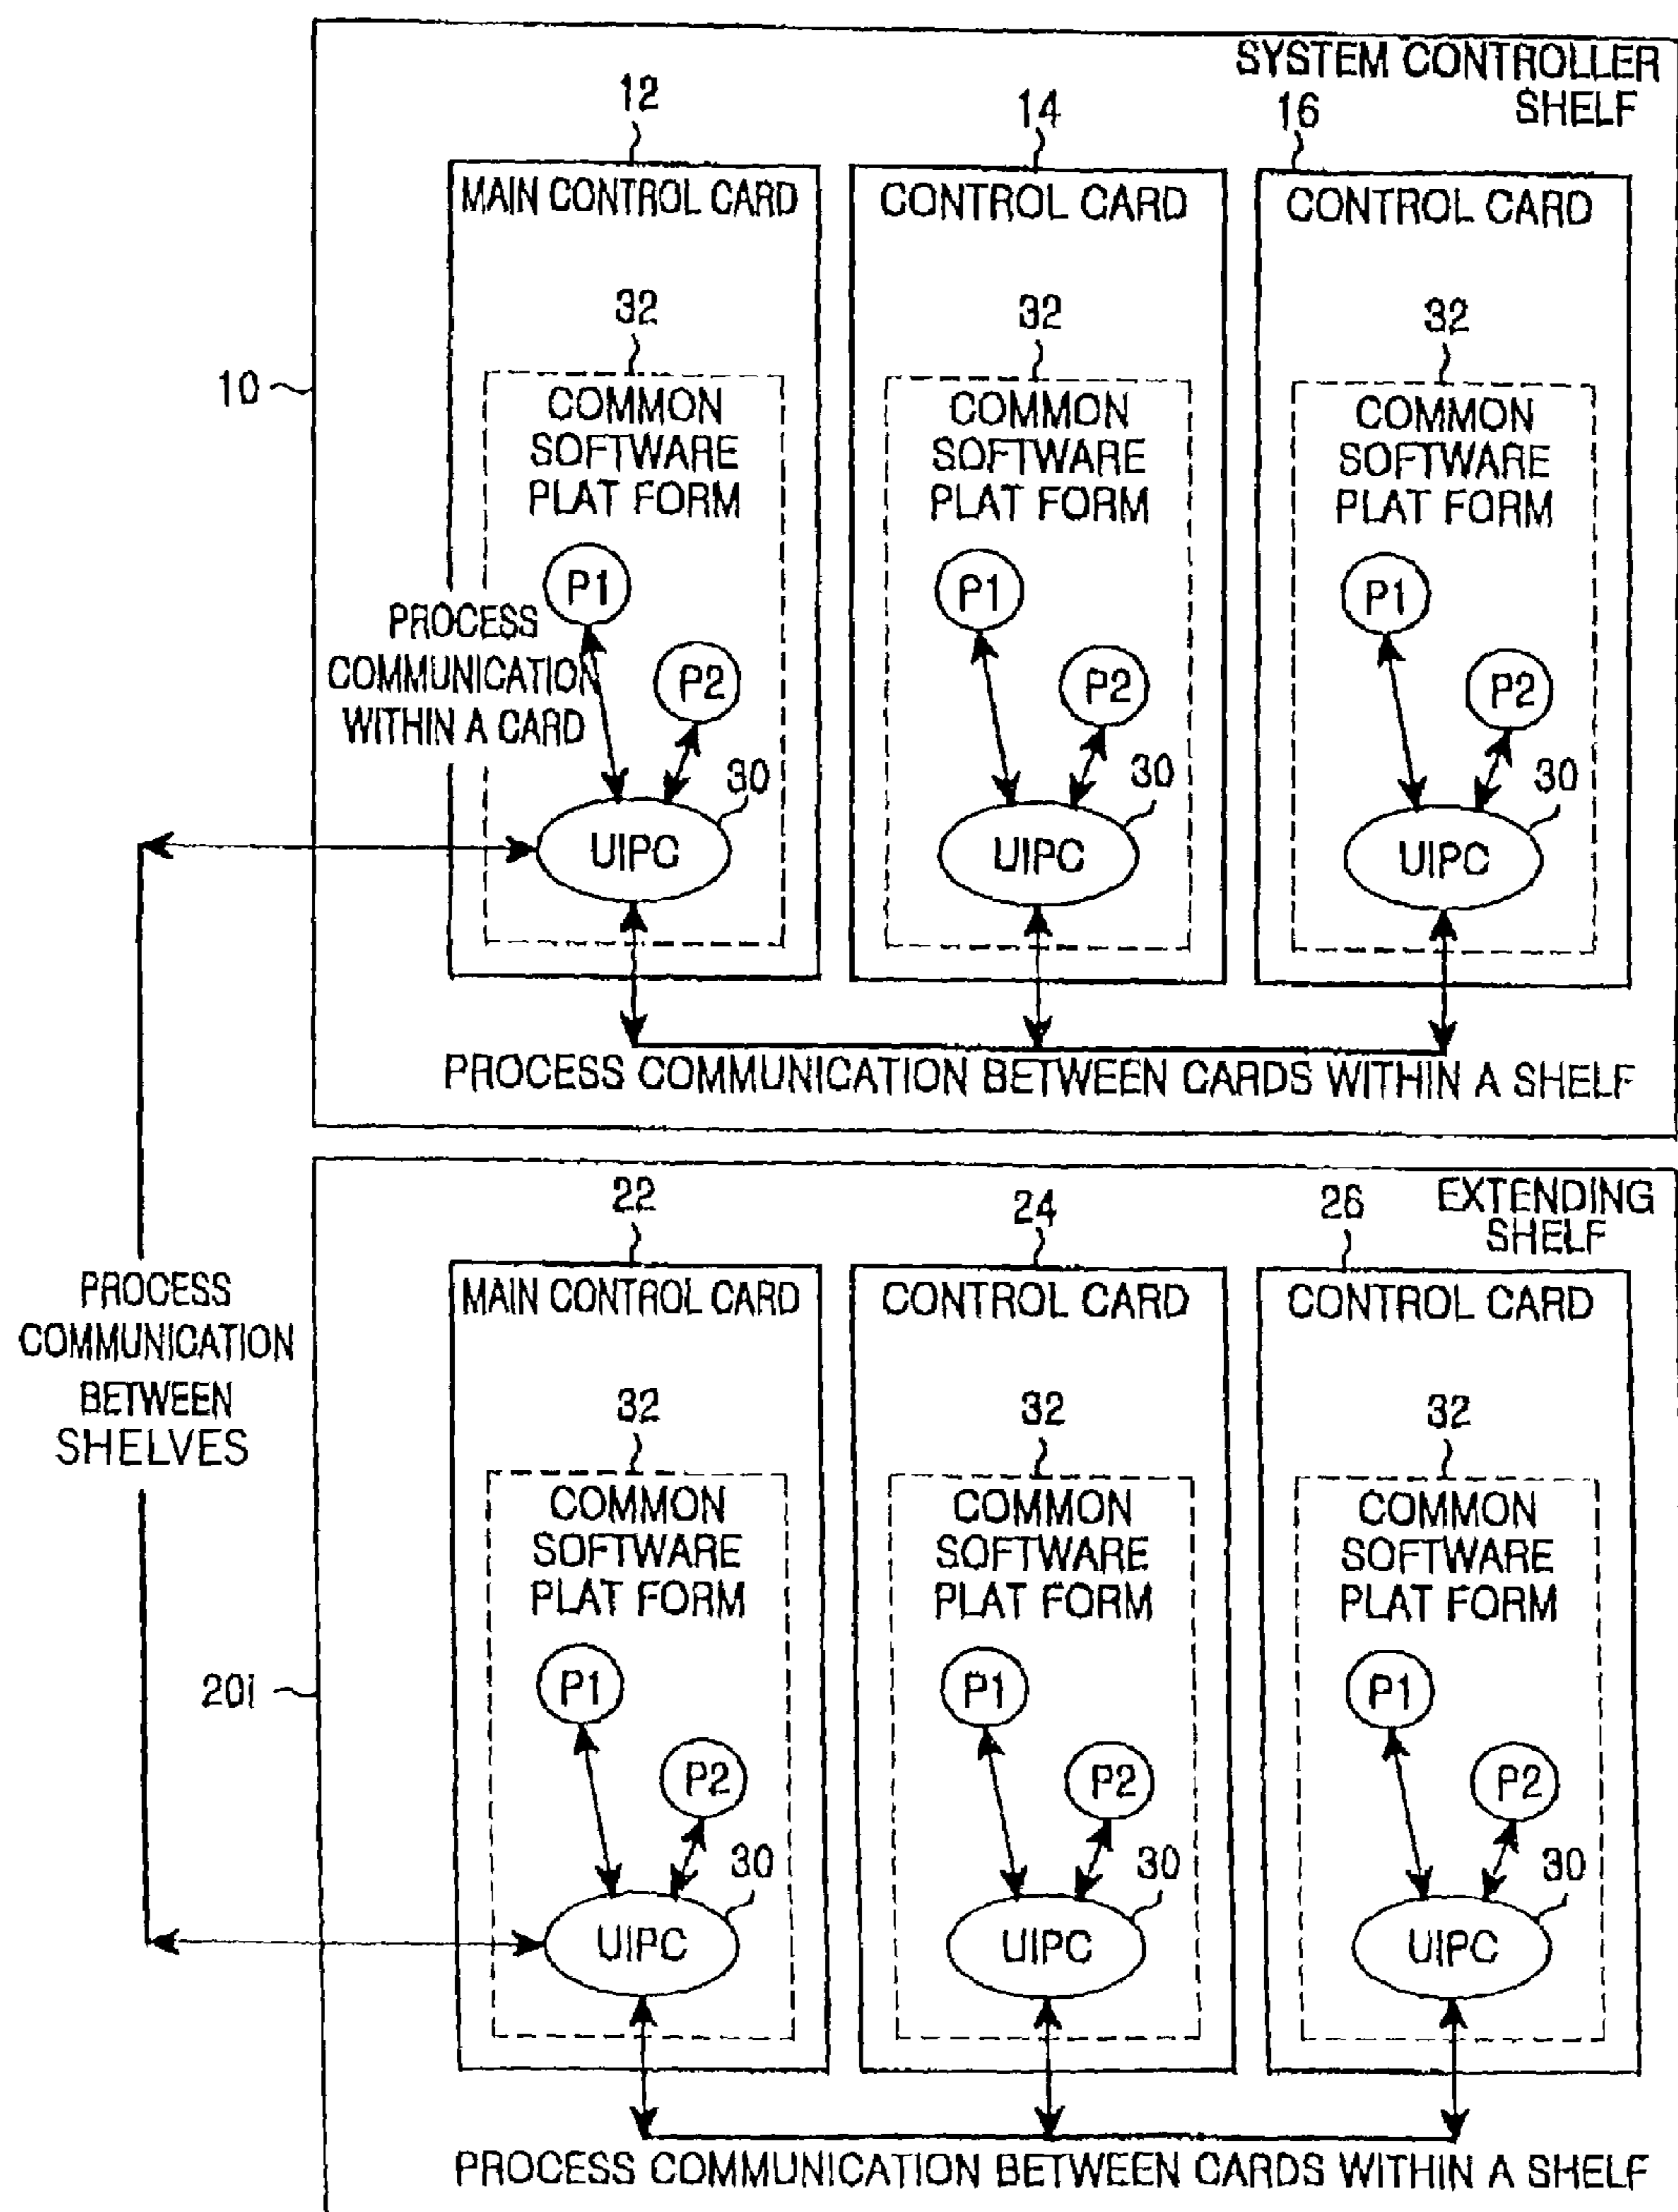 SYSTEM CONTROLLER
SHELF
12
14
16
MAIN CONTROL CARD
CONTROL CARD
CONTROL CARD
32
32
32
10
COMMON
SOFTWARE
PLAT FORM
COMMON
SOFTWARE
PLAT FORM
COMMON
SOFTWARE
PLAT FORM
P1
P1
P1
PROCESS
COMMUNICATION
WITHIN A CARD
P2
P2
P2
30
30
30
UIPC
UIPC
UIPC
PROCESS COMMUNICATION BETWEEN CARDS WITHIN A SHELF
EXTENDING
SHELF
22
24
26
PROCESS
COMMUNICATION
BETWEEN
SHELVES
MAIN CONTROL CARD
CONTROL CARD
CONTROL CARD
32
32
32
COMMON
SOFTWARE
PLAT FORM
COMMON
SOFTWARE
PLAT FORM
COMMON
SOFTWARE
PLAT FORM
20i
P1
P1
P1
P2
P2
P2
30
30
30
UIPC
UIPC
UIPC
PROCESS COMMUNICATION BETWEEN CARDS WITHIN A SHELF